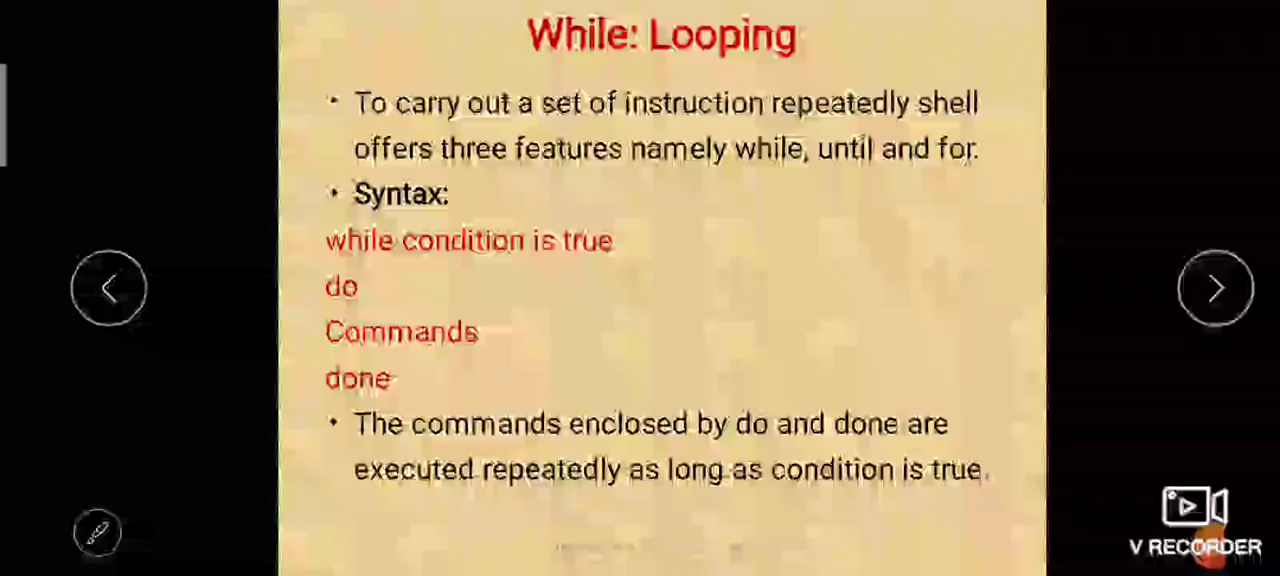 While: Looping
• To carry out a set of instruction repeatedly shell
offers three features namely while, until and for.
• Syntax:
while condition is true
do
Commands
done
• The commands enclosed by do and done are
executed repeatedly as long as condition is true.
V RECORDER